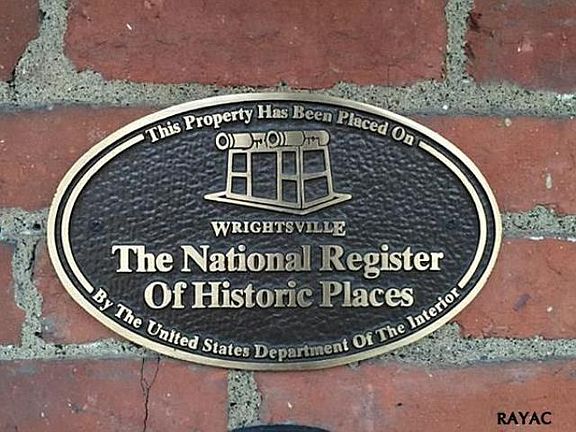 This Property Has Been Placed On
WRIGHTSVILLE
The National Register
Of Historic Places
By The United States Department Of The Interior
RAYAC